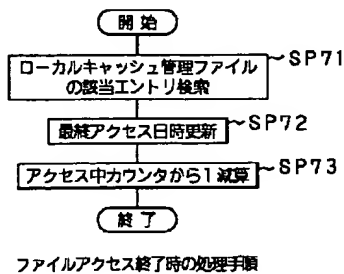 開始
ローカルキャッシュ管理ファイル
の該当エントリ検索
SP71
最終アクセス日時更新
SP72
アクセス中カウンタから1減算
SP73
終了
ファイルアクセス終了時の処理手順